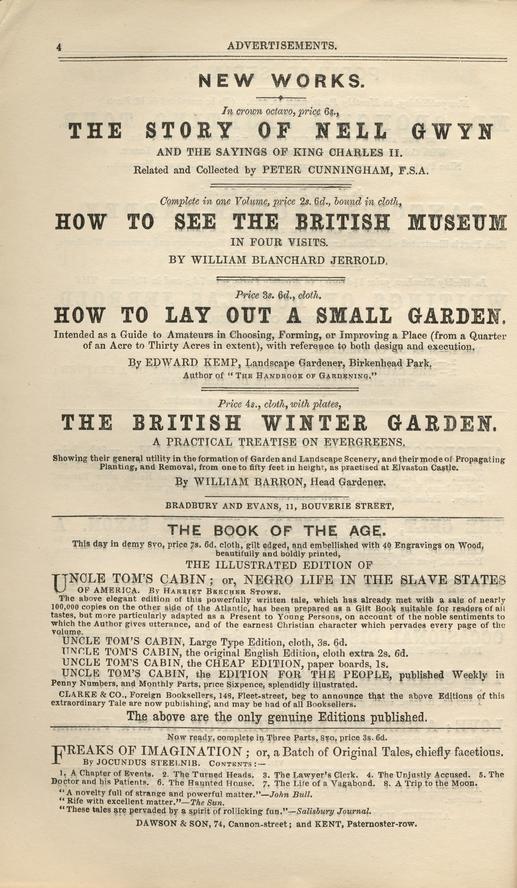 4
ADVERTISEMENTS.
NEW WORKS.
In crown octavo, price 6s.,
THE STORY OF NELL GWYN
AND THE SAYINGS OF KING CHARLES II.
Related and Collected by PETER CUNNINGHAM, F.S.A.
Complete in one Volume, price 2s. 6d., bound in cloth,
HOW TO SEE THE BRITISH MUSEUM
IN FOUR VISITS.
BY WILLIAM BLANCHARD JERROLD.
Price 3s. 6d., cloth.
HOW TO LAY OUT A SMALL GARDEN.
Intended as a Guide to Amateurs in Choosing, Forming, or Improving a Place (from a Quarter
of an Acre to Thirty Acres in extent), with reference to both design and execution.
By EDWARD KEMP, Landscape Gardener, Birkenhead Park,
Author of "THE HANDBOOK OF GARDENING."
Price 4s., cloth, with plates,
THE BRITISH WINTER GARDEN.
A PRACTICAL TREATISE ON EVERGREENS.
Showing their general utility in the formation of Garden and Landscape Scenery, and their mode of Propagating
Planting, and Removal, from one to fifty feet in height, as practised at Elvaston Castle.
By WILLIAM BARRON, Head Gardener.
BRADBURY AND EVANS, 11, BOUVERIE STREET,
THE BOOK OF THE AGE.
This day in demy 8vo, price 7s. 6d. cloth, gilt edged, and embellished with 40 Engravings on Wood,
beautifully and boldly printed,
THE ILLUSTRATED EDITION OF
UNCLE TOM'S CABIN; or, NEGRO LIFE IN THE SLAVE STATES
OF AMERICA. By HARRIET BEECHER STOWE.
The above elegant edition of this powerfully written tale, which has already met with a sale of nearly
100,000 copies on the other side of the Atlantic, has been prepared as a Gift Book suitable for readers of all
tastes, but more particularly adapted as a Present to Young Persons, on account of the noble sentiments to
which the Author gives utterance, and of the earnest Christian character which pervades every page of the
volume.
UNCLE TOM'S CABIN, Large Type Edition, cloth, 3s. 6d.
UNCLE TOM'S CABIN, the original English Edition, cloth extra 2s. 6d.
UNCLE TOM'S CABIN, the CHEAP EDITION, paper boards, 1s.
UNCLE TOM'S CABIN, the EDITION FOR THE PEOPLE, published Weekly in
Penny Numbers, and Monthly Parts, price Sixpence, splendidly illustrated.
CLARKE & CO., Foreign Booksellers, 148, Fleet-street, beg to announce that the above Editions of this
extraordinary Tale are now publishing, and may be had of all Booksellers.
The above are the only genuine Editions published.
Now ready, complete in Three Parts, 8vo, price 3s. 6d.
FREAKS OF IMAGINATION; or, a Batch of Original Tales, chiefly facetious.
By JOCUNDUS STEELNIB. CONTENTS:—
1. A Chapter of Events. 2. The Turned Heads. 3. The Lawyer's Clerk. 4. The Unjustly Accused. 5. The
Doctor and his Patients. 6. The Haunted House. 7. The Life of a Vagabond. 8. A Trip to the Moon.
"A novelty full of strange and powerful matter."—John Bull.
"Rife with excellent matter."—The Sun.
"These tales are pervaded by a spirit of rollicking fun."—Salisbury Journal.
DAWSON & SON, 74, Cannon-street; and KENT, Paternoster-row.